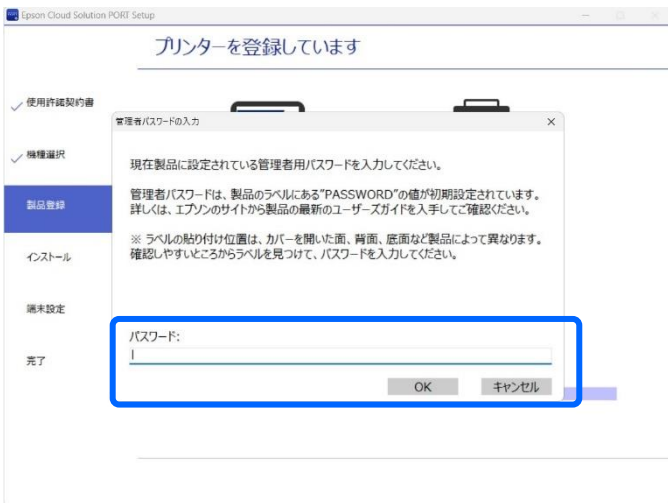 Epson Cloud Solution PORT Setup
プリンターを登録しています
使用許諾契約書
機種選択
製品登録
インストール
端末設定
完了
管理者パスワードの入力
現在製品に設定されている管理者用パスワードを入力してください。
管理者パスワードは、製品のラベルにある"PASSWORD"の値が初期設定されています。
詳しくは、エプソンのサイトから製品の最新のユーザーズガイドを入手してご確認ください。
※ ラベルの貼り付け位置は、カバーを開いた面、背面、底面など製品によって異なります。
確認しやすいところからラベルを見つけて、パスワードを入力してください。
パスワード:
OK キャンセル